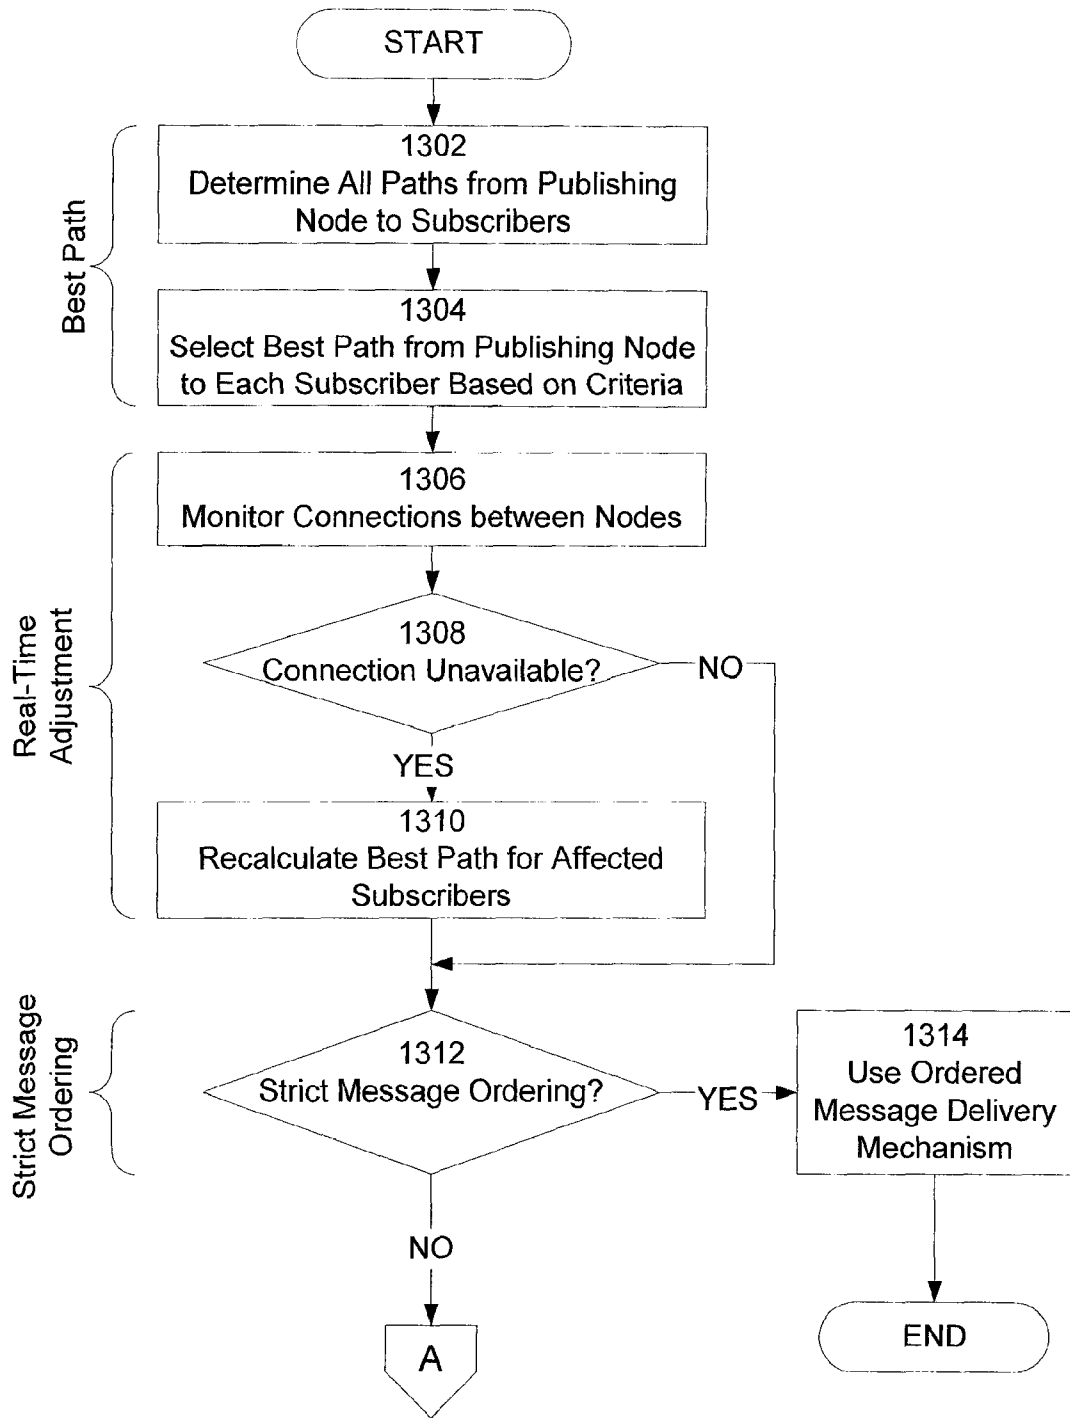 START
Best Path
1302
Determine All Paths from Publishing
Node to Subscribers
1304
Select Best Path from Publishing Node
to Each Subscriber Based on Criteria
Real-Time
Adjustment
1306
Monitor Connections between Nodes
1308
Connection Unavailable?
NO
YES
1310
Recalculate Best Path for Affected
Subscribers
Strict Message
Ordering
1312
Strict Message Ordering?
YES
1314
Use Ordered
Message Delivery
Mechanism
NO
A
END